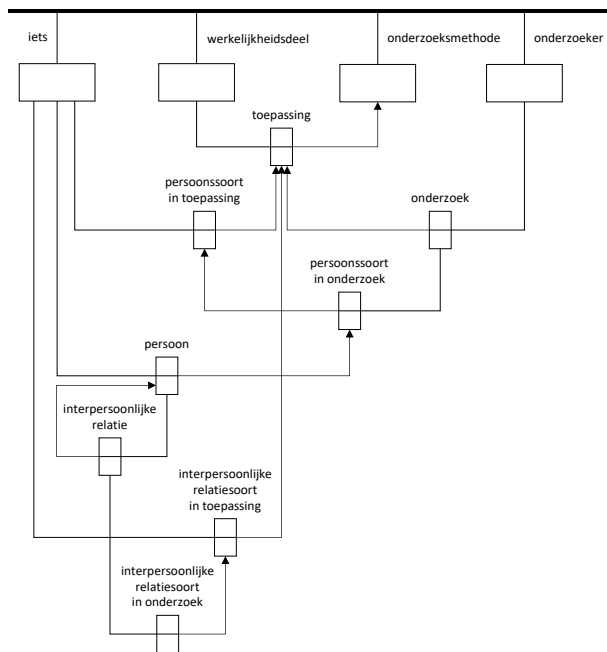 iets
werkelijkheidsdeel
onderzoeksmethode
onderzoeker
toepassing
persoonssoort
in toepassing
onderzoek
persoonssoort
in onderzoek
persoon
interpersoonlijke
relatie
interpersoonlijke
relatiesoort
in toepassing
interpersoonlijke
relatiesoort
in onderzoek